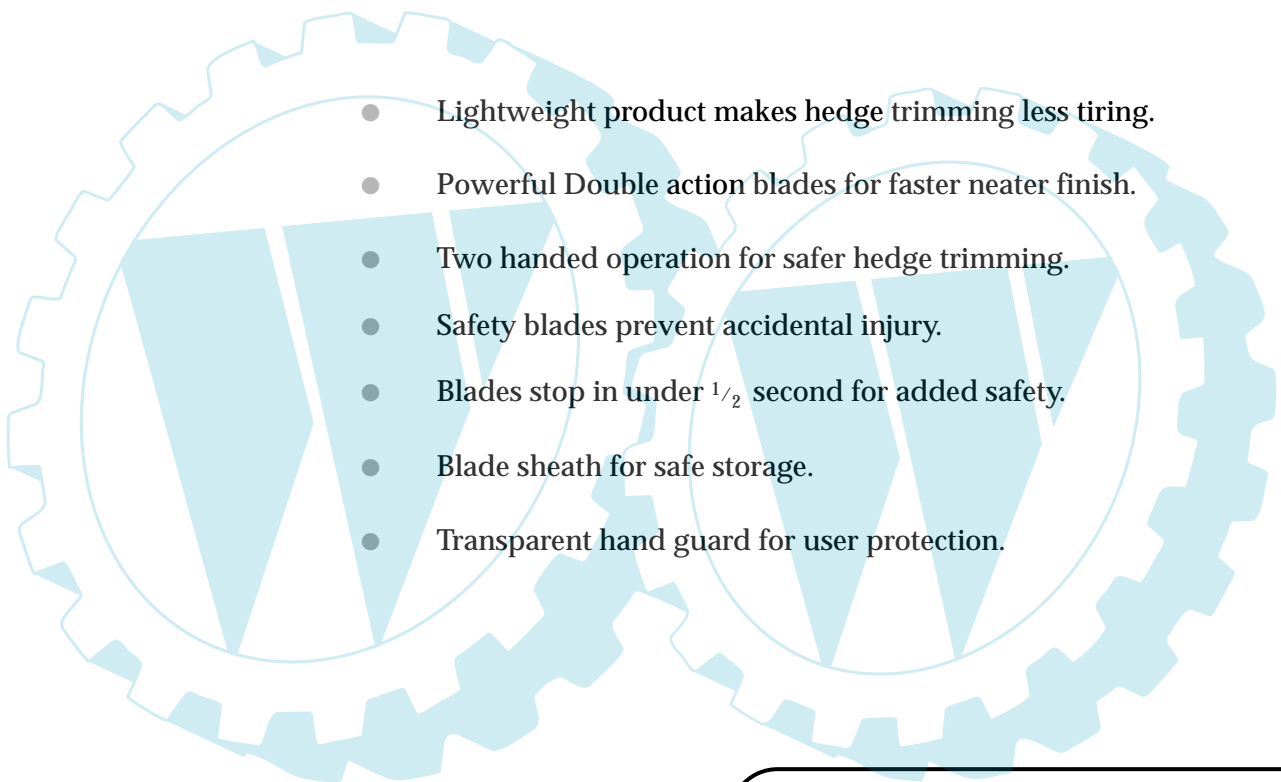 ● Lightweight product makes hedge trimming less tiring.
● Powerful Double action blades for faster neater finish.
● Two handed operation for safer hedge trimming.
● Safety blades prevent accidental injury.
● Blades stop in under 1/2 second for added safety.
● Blade sheath for safe storage.
● Transparent hand guard for user protection.